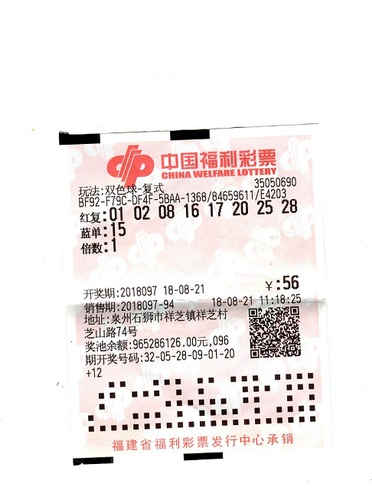 中国福利彩票
CHINA WELFARE LOTTERY
玩法:双色球-复式 35050690
BF92-F79C-DF4F-5BAA-1368/84659611/E4203
红复:01 02 08 16 17 20 25 28
蓝单:15
倍数:1
开奖期:2018097 18-08-21 ￥:56
销售期:2018097-94 18-08-21 11:18:25
地址:泉州石狮市祥芝镇祥芝村
芝山路74号
奖池余额:965286126.00元,096
期开奖号码:32-05-28-09-01-20
+12
福建省福利彩票发行中心承销